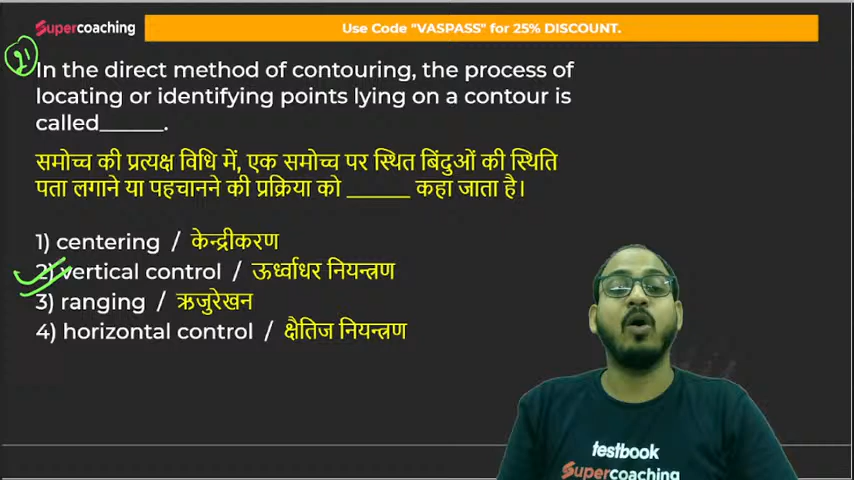 Supercoaching
Use Code "VASPASS" for 25% DISCOUNT.
21
In the direct method of contouring, the process of
locating or identifying points lying on a contour is
called______.
समोच्च की प्रत्यक्ष विधि में, एक समोच्च पर स्थित बिंदुओं की स्थिति
पता लगाने या पहचानने की प्रक्रिया को ______ कहा जाता है।
1) centering / केन्द्रीकरण
2) vertical control / ऊर्ध्वाधर नियन्त्रण
3) ranging / ऋजुरेखन
4) horizontal control / क्षैतिज नियन्त्रण
testbook
Supercoaching